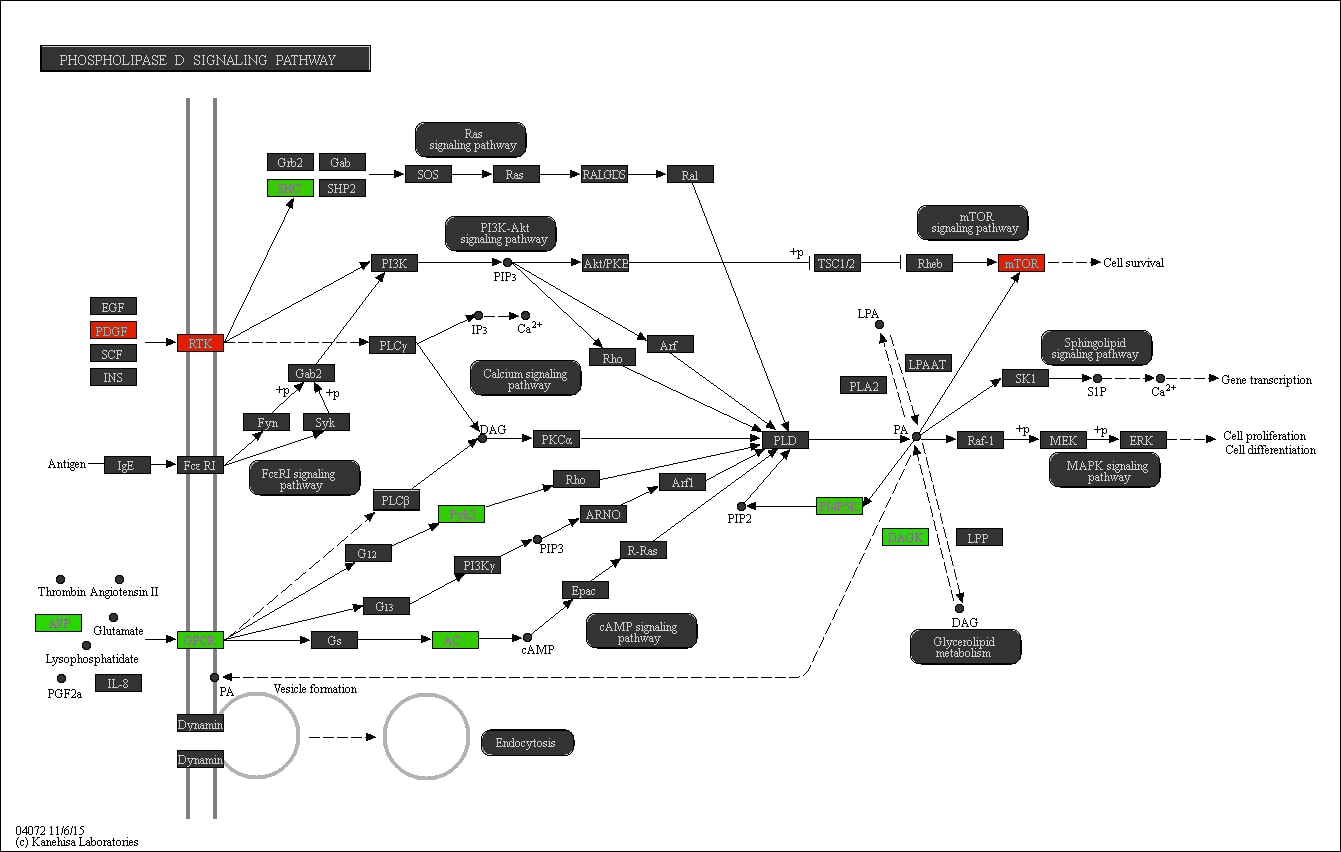 PHOSPHOLIPASE D SIGNALING PATHWAY
Ras
signaling pathway
Grb2
Gab
SHC
SHP2
SOS
Ras
RALGDS
Ral
PI3K-Akt
signaling pathway
mTOR
signaling pathway
PI3K
PIP3
Akt/PKB
+p
TSC1/2
Rheb
mTOR
Cell survival
EGF
PDGF
SCF
INS
RTK
PLCγ
IP3
Ca2+
Rho
Arf
LPA
LPAAT
PLA2
Sphingolipid
signaling pathway
Calcium signaling
pathway
Gab2
+p
+p
Fyn
Syk
SK1
S1P
Ca2+
Gene transcription
DAG
PKCα
PLD
PA
Raf-1
+p
MEK
+p
ERK
Cell proliferation
Cell differentiation
Antigen
IgE
Fcε RI
FcεRI signaling
pathway
MAPK signaling
pathway
PLCβ
Rho
Arf1
Pyk2
ARNO
PIP2
PI4P5K
DAGK
LPP
G12
PI3Kγ
PIP3
R-Ras
Epac
G13
Thrombin
Angiotensin II
AVP
Glutamate
GPCR
Gs
AC
cAMP
cAMP signaling
pathway
DAG
Glycerolipid
metabolism
Lysophosphatidate
PGF2a
IL-8
PA
Vesicle formation
Dynamin
Dynamin
Endocytosis
04072 11/6/15
(c) Kanehisa Laboratories